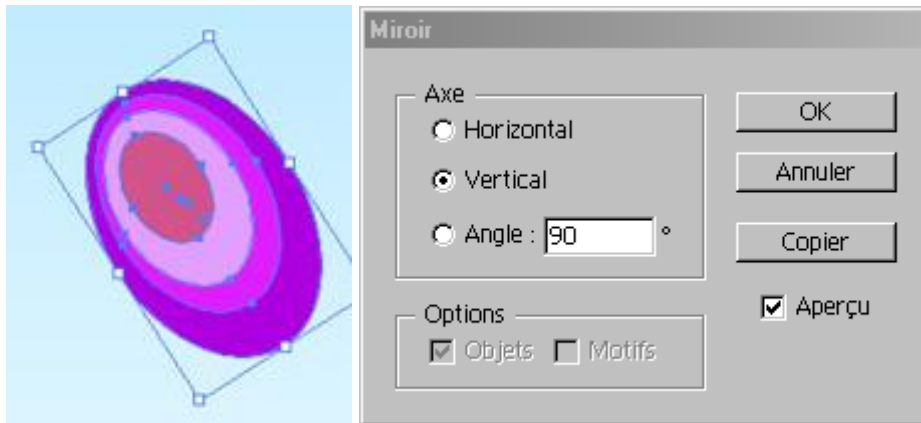 Miroir
Axe
Horizontal
Vertical
Angle : 90 °
Options
Objets Motifs
OK
Annuler
Copier
Aperçu